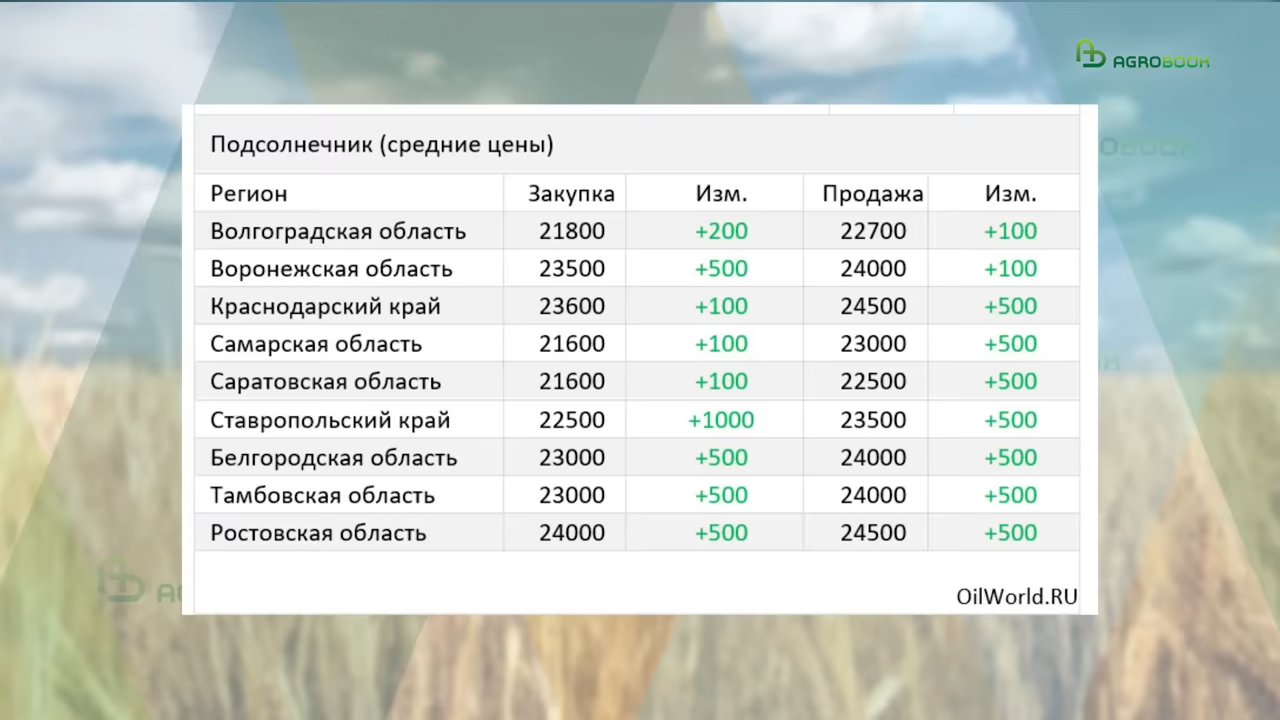 AGROBOOK
Подсолнечник (средние цены)
Регион Закупка Изм. Продажа Изм.
Волгоградская область 21800 +200 22700 +100
Воронежская область 23500 +500 24000 +100
Краснодарский край 23600 +100 24500 +500
Самарская область 21600 +100 23000 +500
Саратовская область 21600 +100 22500 +500
Ставропольский край 22500 +1000 23500 +500
Белгородская область 23000 +500 24000 +500
Тамбовская область 23000 +500 24000 +500
Ростовская область 24000 +500 24500 +500
OilWorld.RU